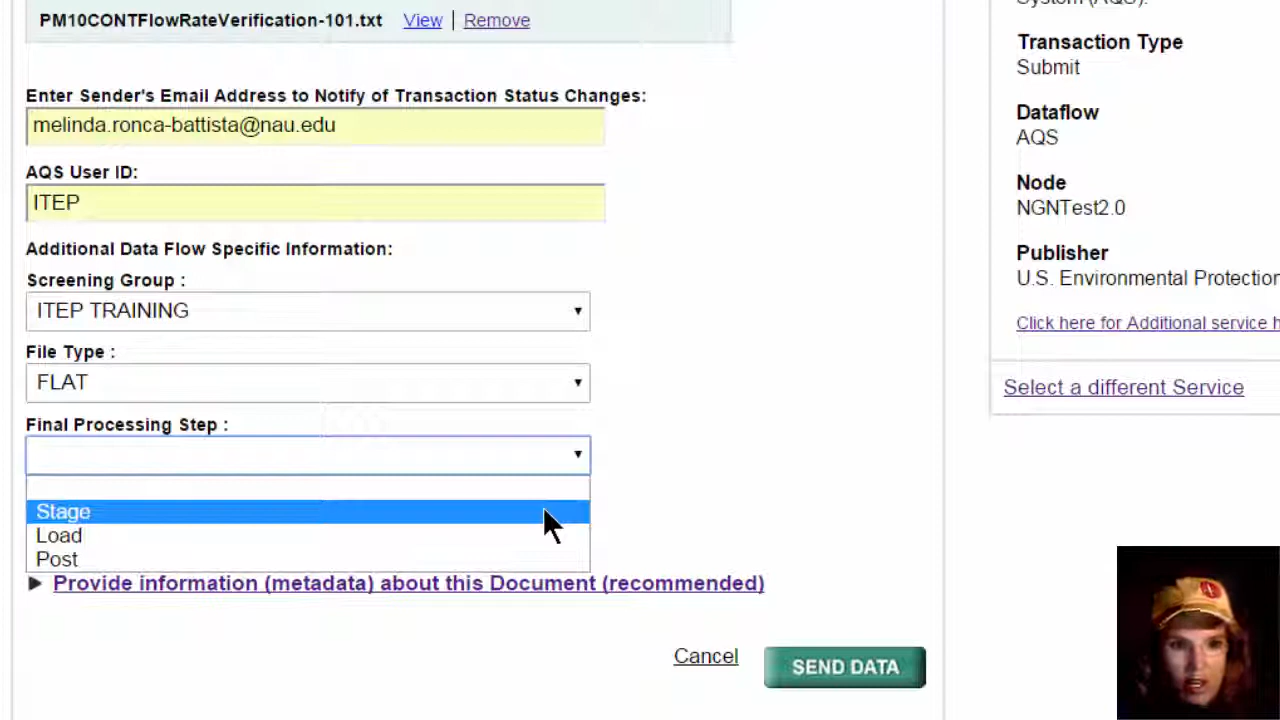 PM10CONTFlowRateVerification-101.txt View | Remove
Enter Sender's Email Address to Notify of Transaction Status Changes:
melinda.ronca-battista@nau.edu
AQS User ID:
ITEP
Additional Data Flow Specific Information:
Screening Group :
ITEP TRAINING
File Type :
FLAT
Final Processing Step :
Stage
Load
Post
Provide information (metadata) about this Document (recommended)
Cancel SEND DATA
System (AQS).
Transaction Type
Submit
Dataflow
AQS
Node
NGNTest2.0
Publisher
U.S. Environmental Protection
Click here for Additional service h
Select a different Service